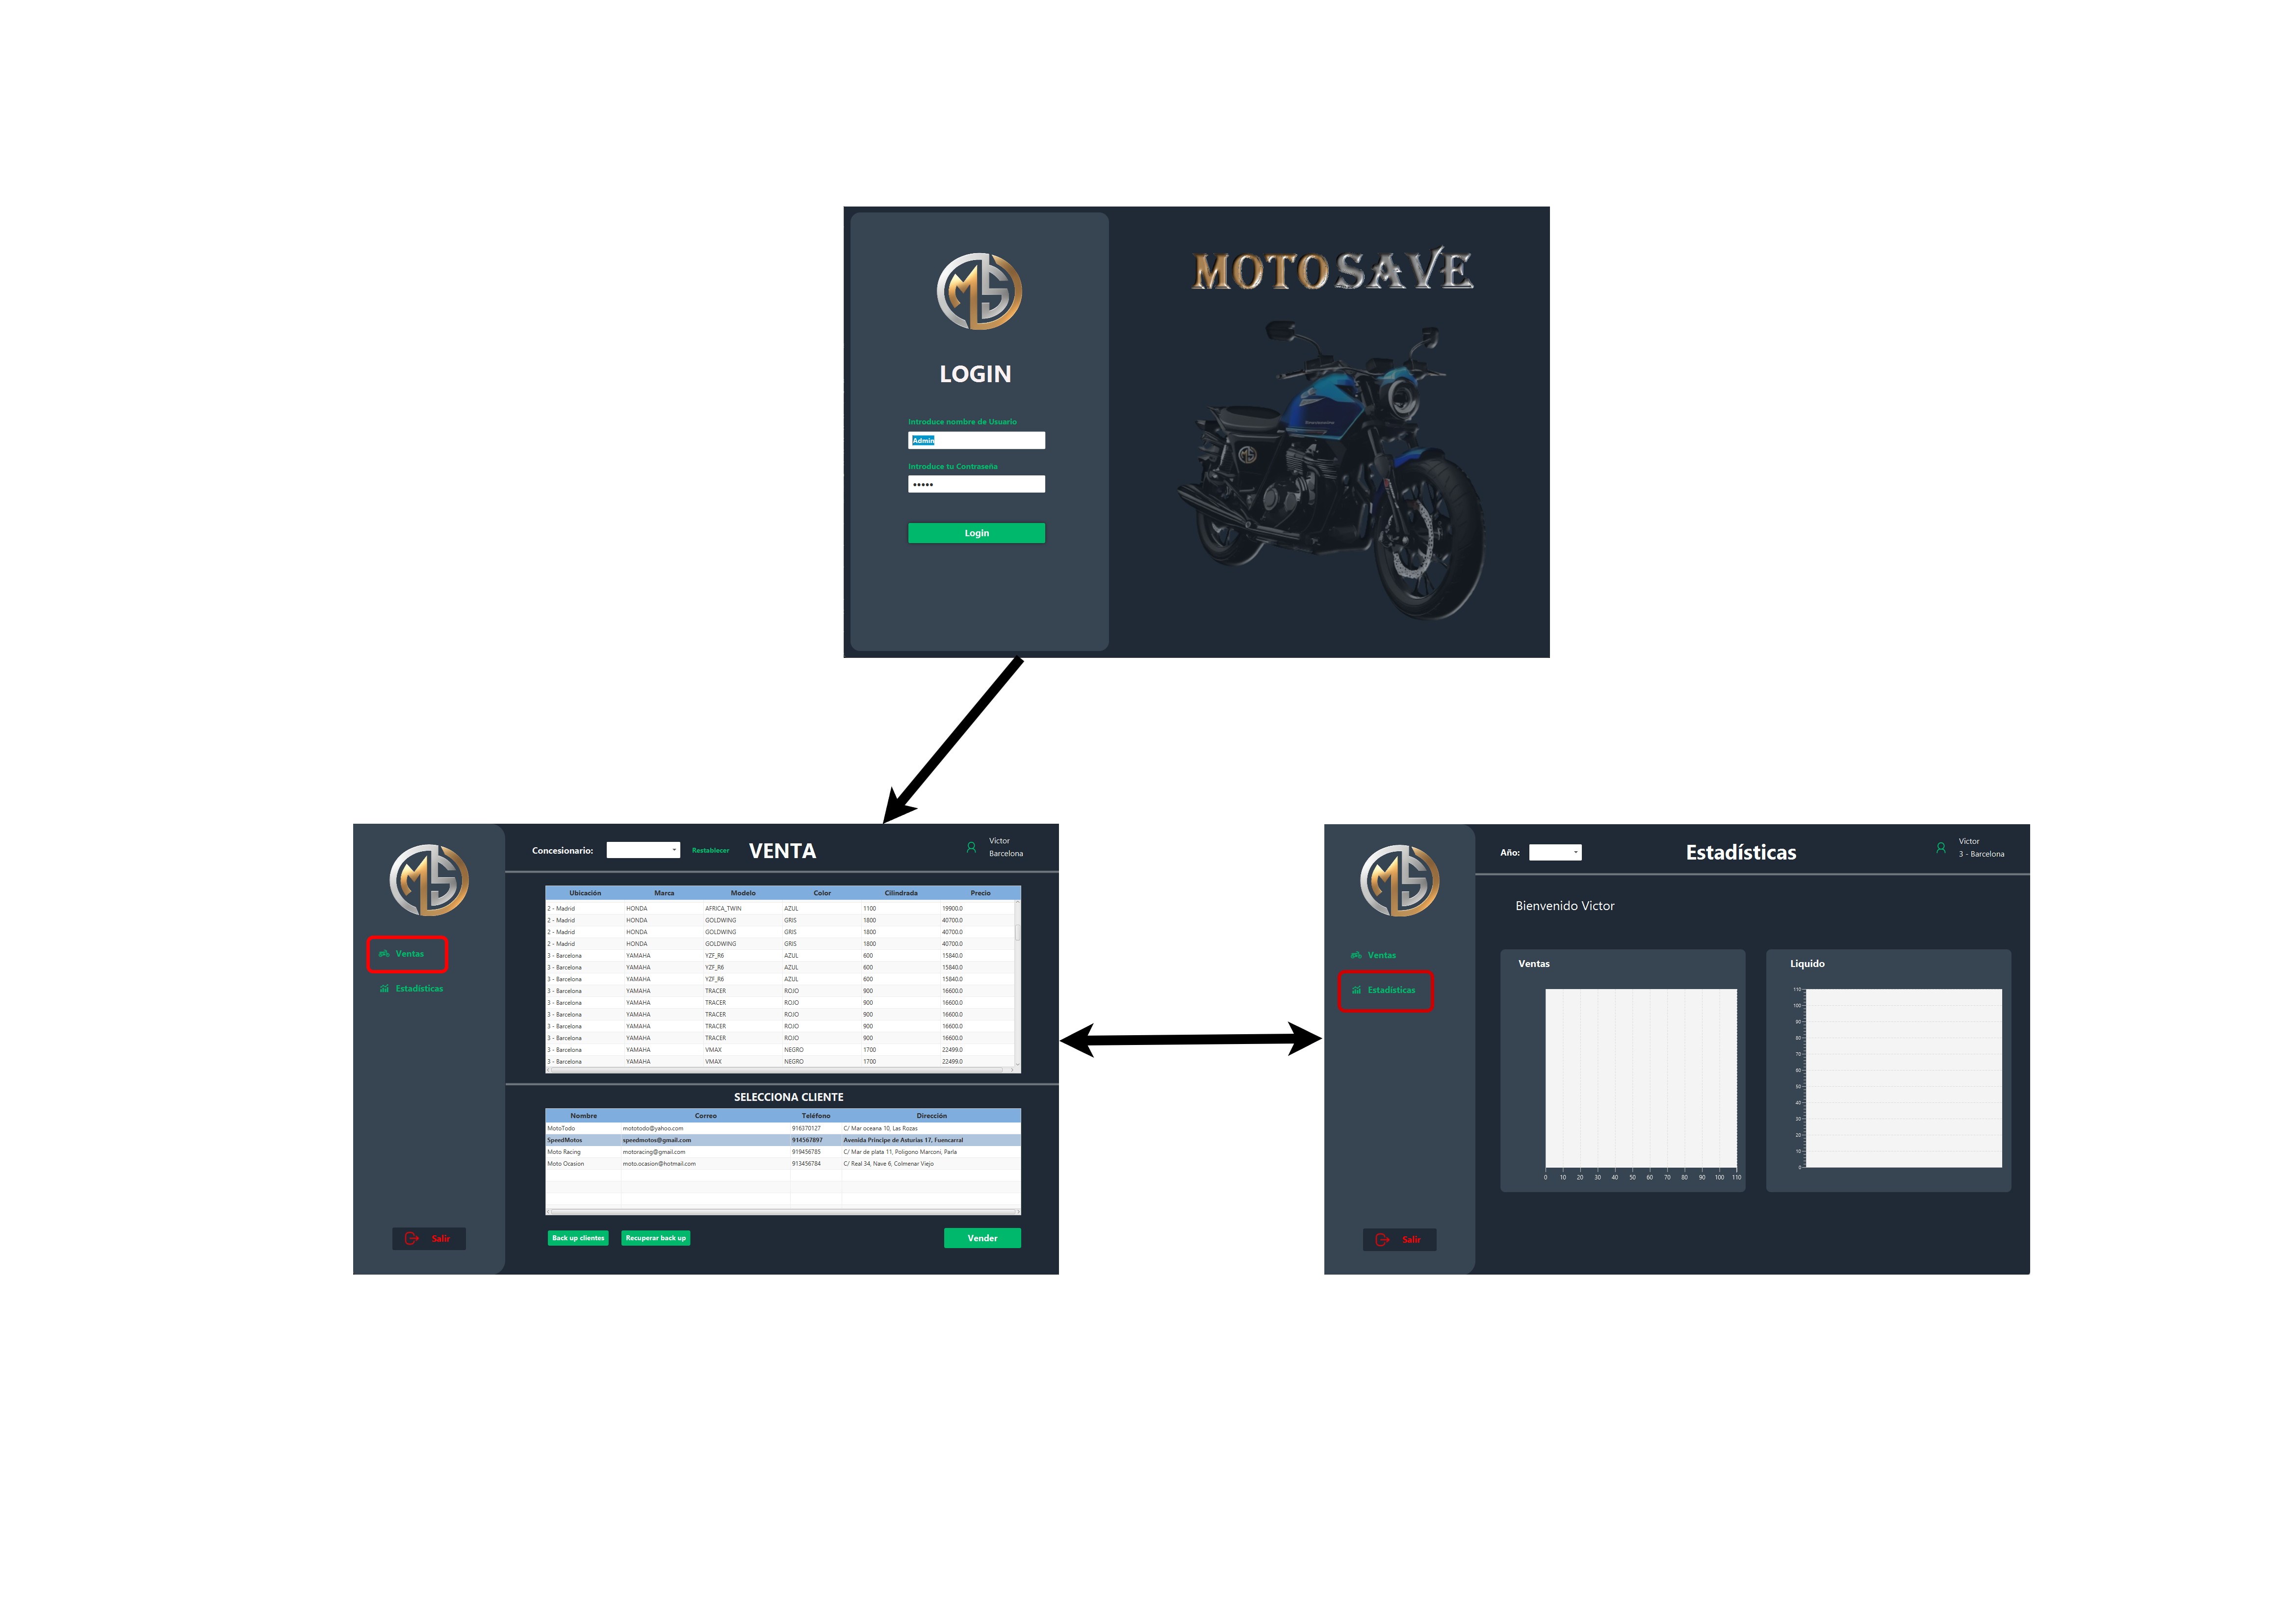 MS
MOTOSAVE
LOGIN
Introduce nombre de Usuario
Admin
Introduce tu Contraseña
•••••
Login
MS
Concesionario:
Restablecer
VENTA
Victor
Barcelona
Ventas
Estadísticas
Salir
Ubicación Marca Modelo Color Cilindrada Precio
2 - Madrid HONDA AFRICA_TWIN AZUL 1100 19900.0
2 - Madrid HONDA GOLDWING GRIS 1800 40700.0
2 - Madrid HONDA GOLDWING GRIS 1800 40700.0
2 - Madrid HONDA GOLDWING GRIS 1800 40700.0
3 - Barcelona YAMAHA YZF_R6 AZUL 600 15840.0
3 - Barcelona YAMAHA YZF_R6 AZUL 600 15840.0
3 - Barcelona YAMAHA YZF_R6 AZUL 600 15840.0
3 - Barcelona YAMAHA TRACER ROJO 900 16600.0
3 - Barcelona YAMAHA TRACER ROJO 900 16600.0
3 - Barcelona YAMAHA TRACER ROJO 900 16600.0
3 - Barcelona YAMAHA TRACER ROJO 900 16600.0
3 - Barcelona YAMAHA TRACER ROJO 900 16600.0
3 - Barcelona YAMAHA VMAX NEGRO 1700 22499.0
3 - Barcelona YAMAHA VMAX NEGRO 1700 22499.0
SELECCIONA CLIENTE
Nombre Correo Teléfono Dirección
MotoTodo mototodo@yahoo.com 916370127 C/ Mar oceana 10, Las Rozas
SpeedMotos speedmotos@gmail.com 914567897 Avenida Principe de Asturias 17, Fuencarral
Moto Racing motoracing@gmail.com 919456785 C/ Mar de plata 11, Poligono Marconi, Parla
Moto Ocasion moto.ocasion@hotmail.com 913456784 C/ Real 34, Nave 6, Colmenar Viejo
Back up clientes
Recuperar back up
Vender
MS
Año:
Estadísticas
Victor
3 - Barcelona
Ventas
Estadísticas
Salir
Bienvenido Victor
Ventas
0 10 20 30 40 50 60 70 80 90 100 110
Liquido
110
100
90
80
70
60
50
40
30
20
10
0